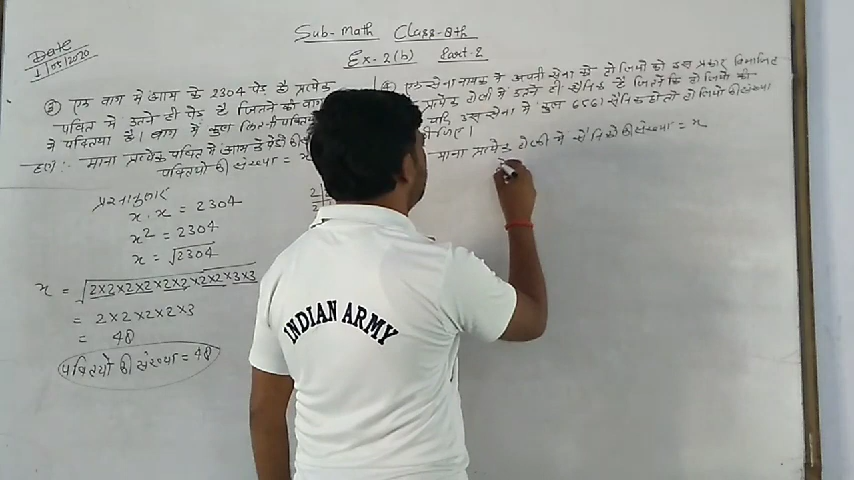 Sub-Math Class-8th
Date
1/05/2020
Ex-2(b) Part-2
③ एक बाग में आम के 2304 पेड़ है प्रत्येक
पंक्ति में उतने ही पेड़ है जितने की बाग
मे पंक्तिया है। बाग में कुल कितनी
हल:- माना प्रत्येक पंक्ति में आम के पेडो की
पंक्तियो की संख्या = x
प्रश्नानुसार
x . x = 2304
x² = 2304
x = √2304
x = √2×2×2×2×2×2×2×2×3×3
= 2×2×2×2×3
= 48
पंक्तियो की संख्या = 48
2
2
④ एक सेना नायक ने अपनी सेना को टोलियो को इस प्रकार विभाजित
प्रत्येक टोली में उतने ही सैनिक है जितने कि टोलियो की
यदि उस सेना में कुल 6561 सैनिक हो तो टोलियो की संख्या
माना प्रत्येक टोली में सैनिको की संख्या = x
INDIAN ARMY